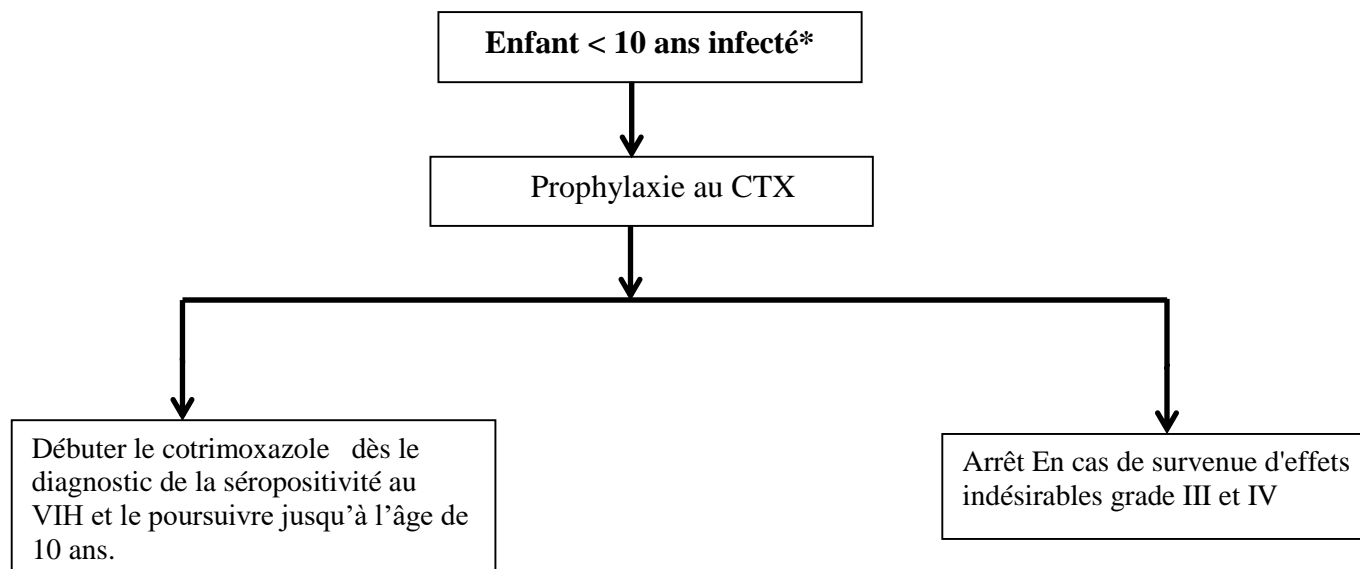 Enfant < 10 ans infecté*
Prophylaxie au CTX
Débuter le cotrimoxazole dès le
diagnostic de la séropositivité au
VIH et le poursuivre jusqu’à l’âge de
10 ans.
Arrêt En cas de survenue d'effets
indésirables grade III et IV